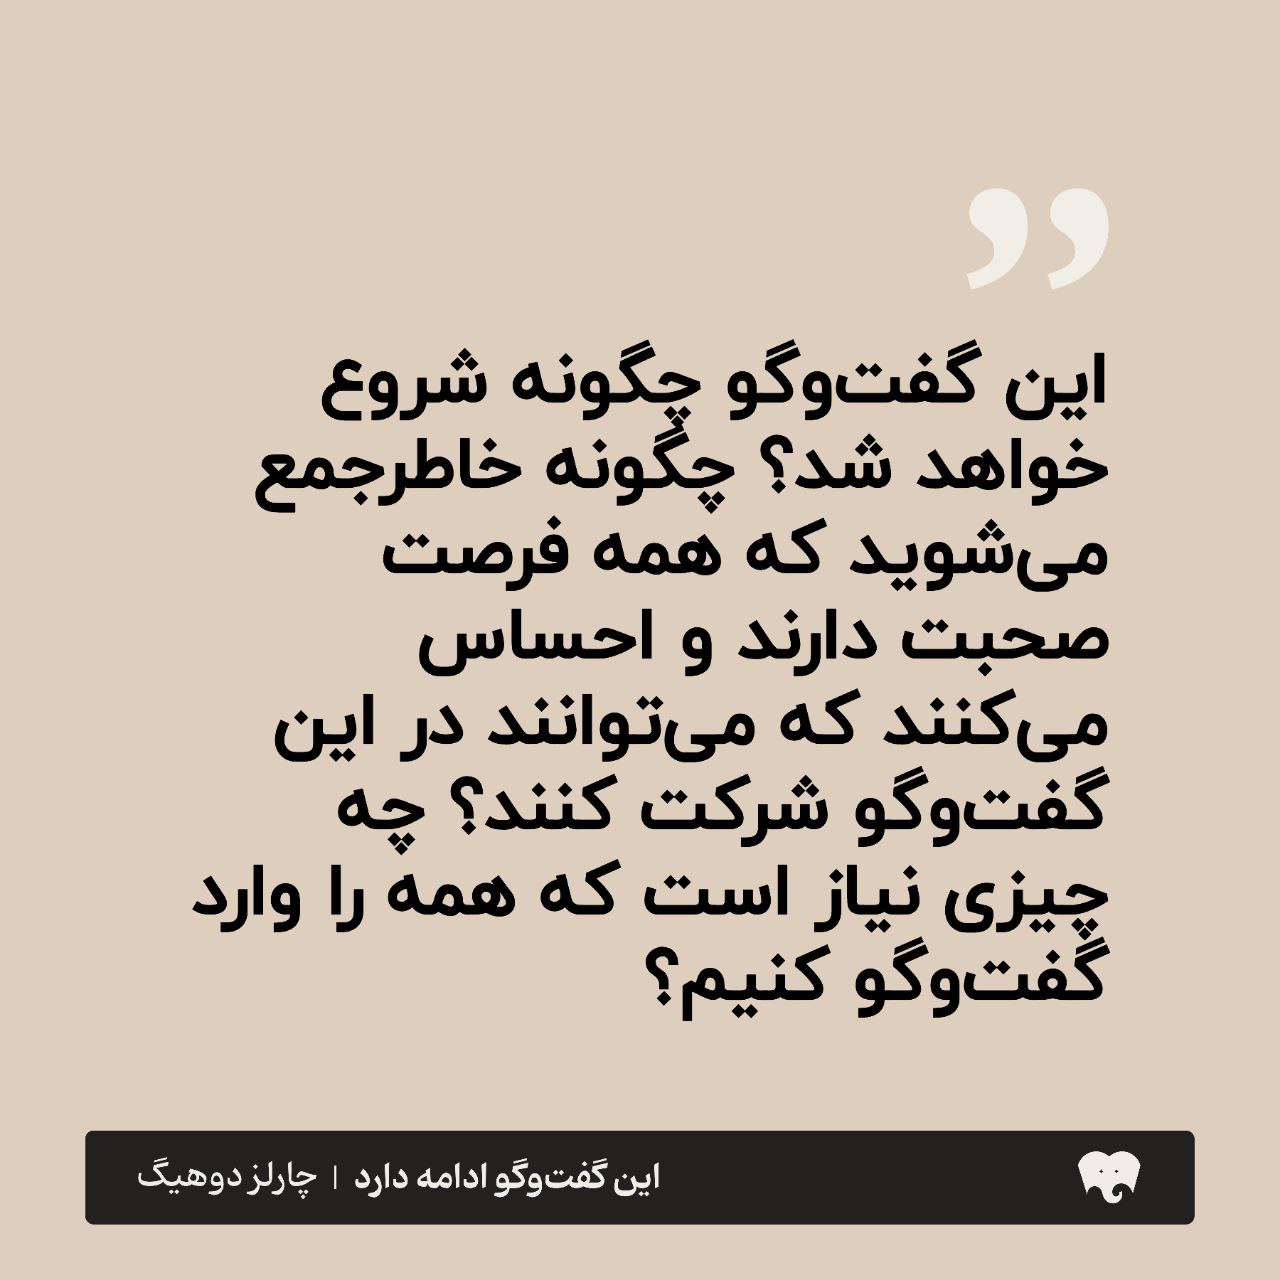 ”
این گفت‌وگو چگونه شروع
خواهد شد؟ چگونه خاطرجمع
می‌شوید که همه فرصت
صحبت دارند و احساس
می‌کنند که می‌توانند در این
گفت‌وگو شرکت کنند؟ چه
چیزی نیاز است که همه را وارد
گفت‌وگو کنیم؟
این گفت‌وگو ادامه دارد | چارلز دوهیگ